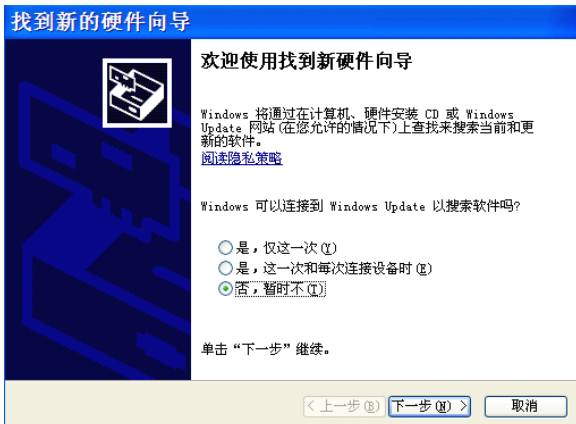 找到新的硬件向导
欢迎使用找到新硬件向导
Windows 将通过在计算机、硬件安装 CD 或 Windows
Update 网站(在您允许的情况下)上查找来搜索当前和更
新的软件。
阅读隐私策略
Windows 可以连接到 Windows Update 以搜索软件吗?
是，仅这一次(Y)
是，这一次和每次连接设备时(E)
否，暂时不(T)
单击“下一步”继续。
< 上一步(B) 下一步(N) > 取消